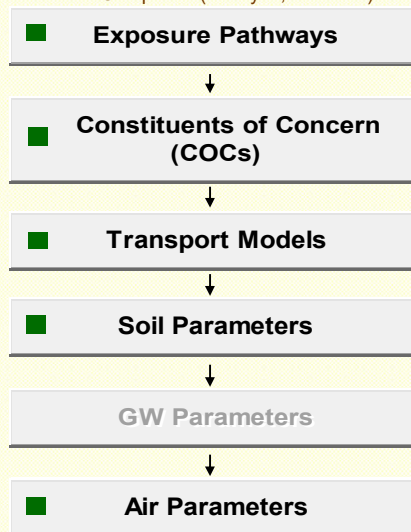 Exposure Pathways
Constituents of Concern
(COCs)
Transport Models
Soil Parameters
GW Parameters
Air Parameters